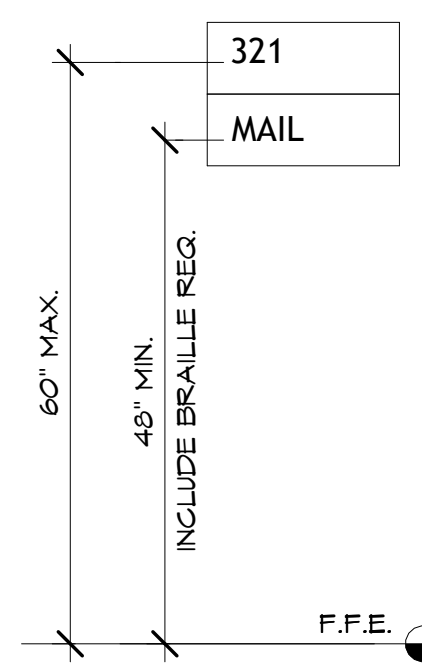 321
MAIL
60" MAX.
48" MIN.
INCLUDE BRAILLE REQ.
F.F.E.